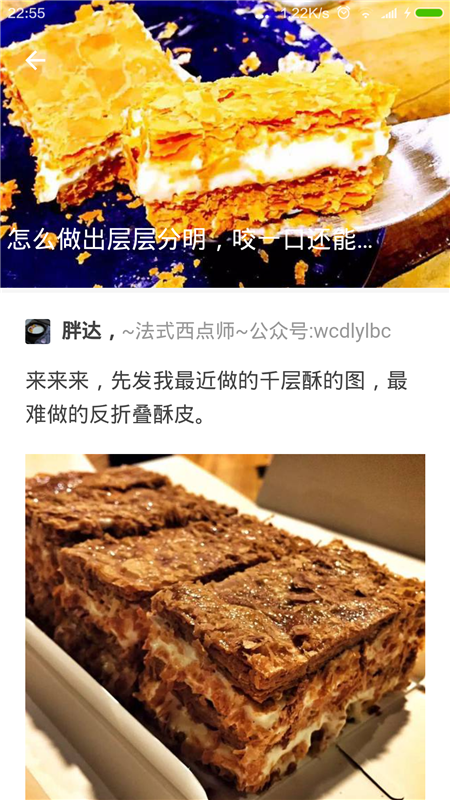 22:55
1.22K/s
怎么做出层层分明，咬一口还能...
胖达，~法式西点师~公众号:wcdlylbc
来来来，先发我最近做的千层酥的图，最
难做的反折叠酥皮。